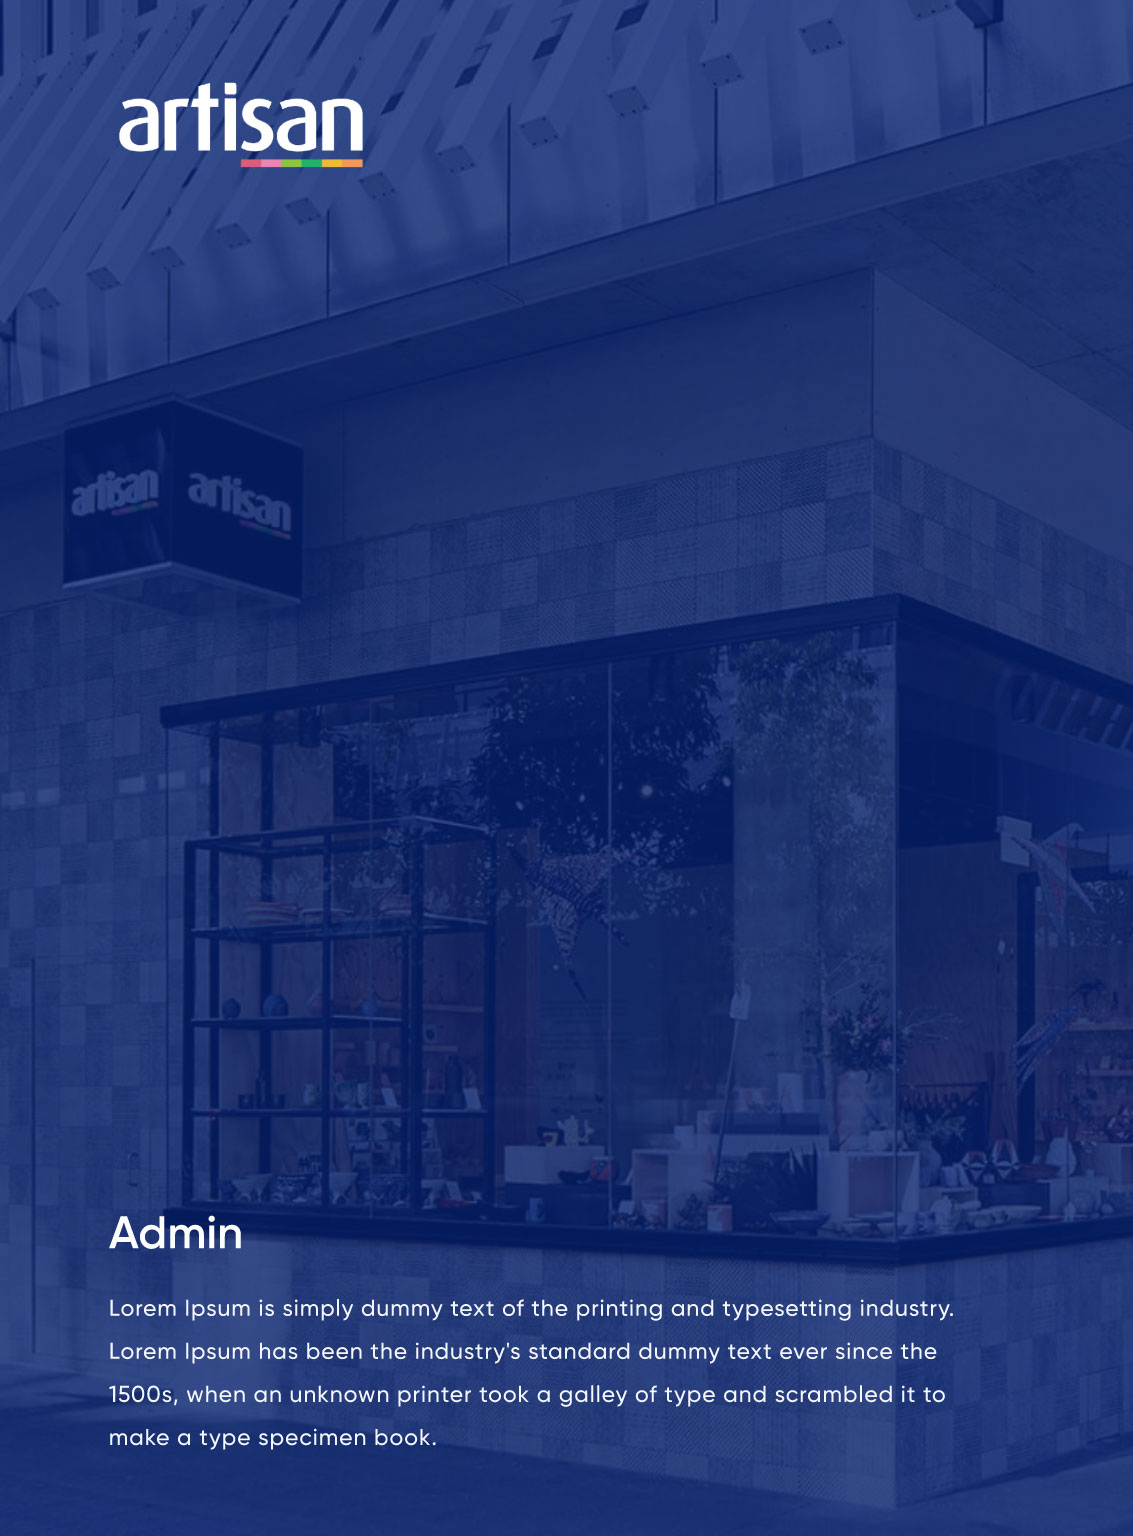 artisan
artisan
artisan
Admin
Lorem Ipsum is simply dummy text of the printing and typesetting industry.
Lorem Ipsum has been the industry's standard dummy text ever since the
1500s, when an unknown printer took a galley of type and scrambled it to
make a type specimen book.